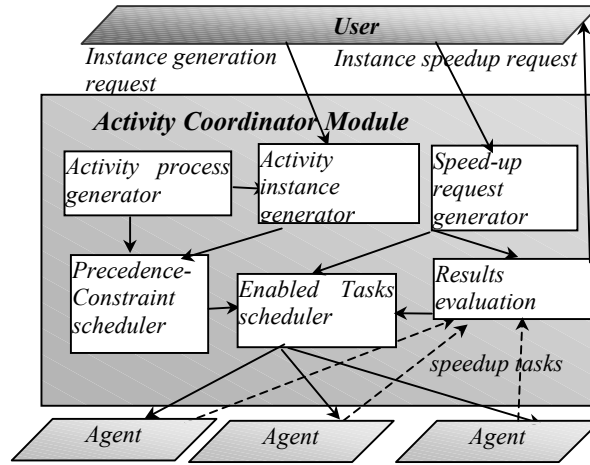 User
Instance generation
request
Instance speedup request
Activity Coordinator Module
Activity process
generator
Activity
instance
generator
Speed-up
request
generator
Precedence-
Constraint
scheduler
Enabled Tasks
scheduler
Results
evaluation
speedup tasks
Agent
Agent
Agent